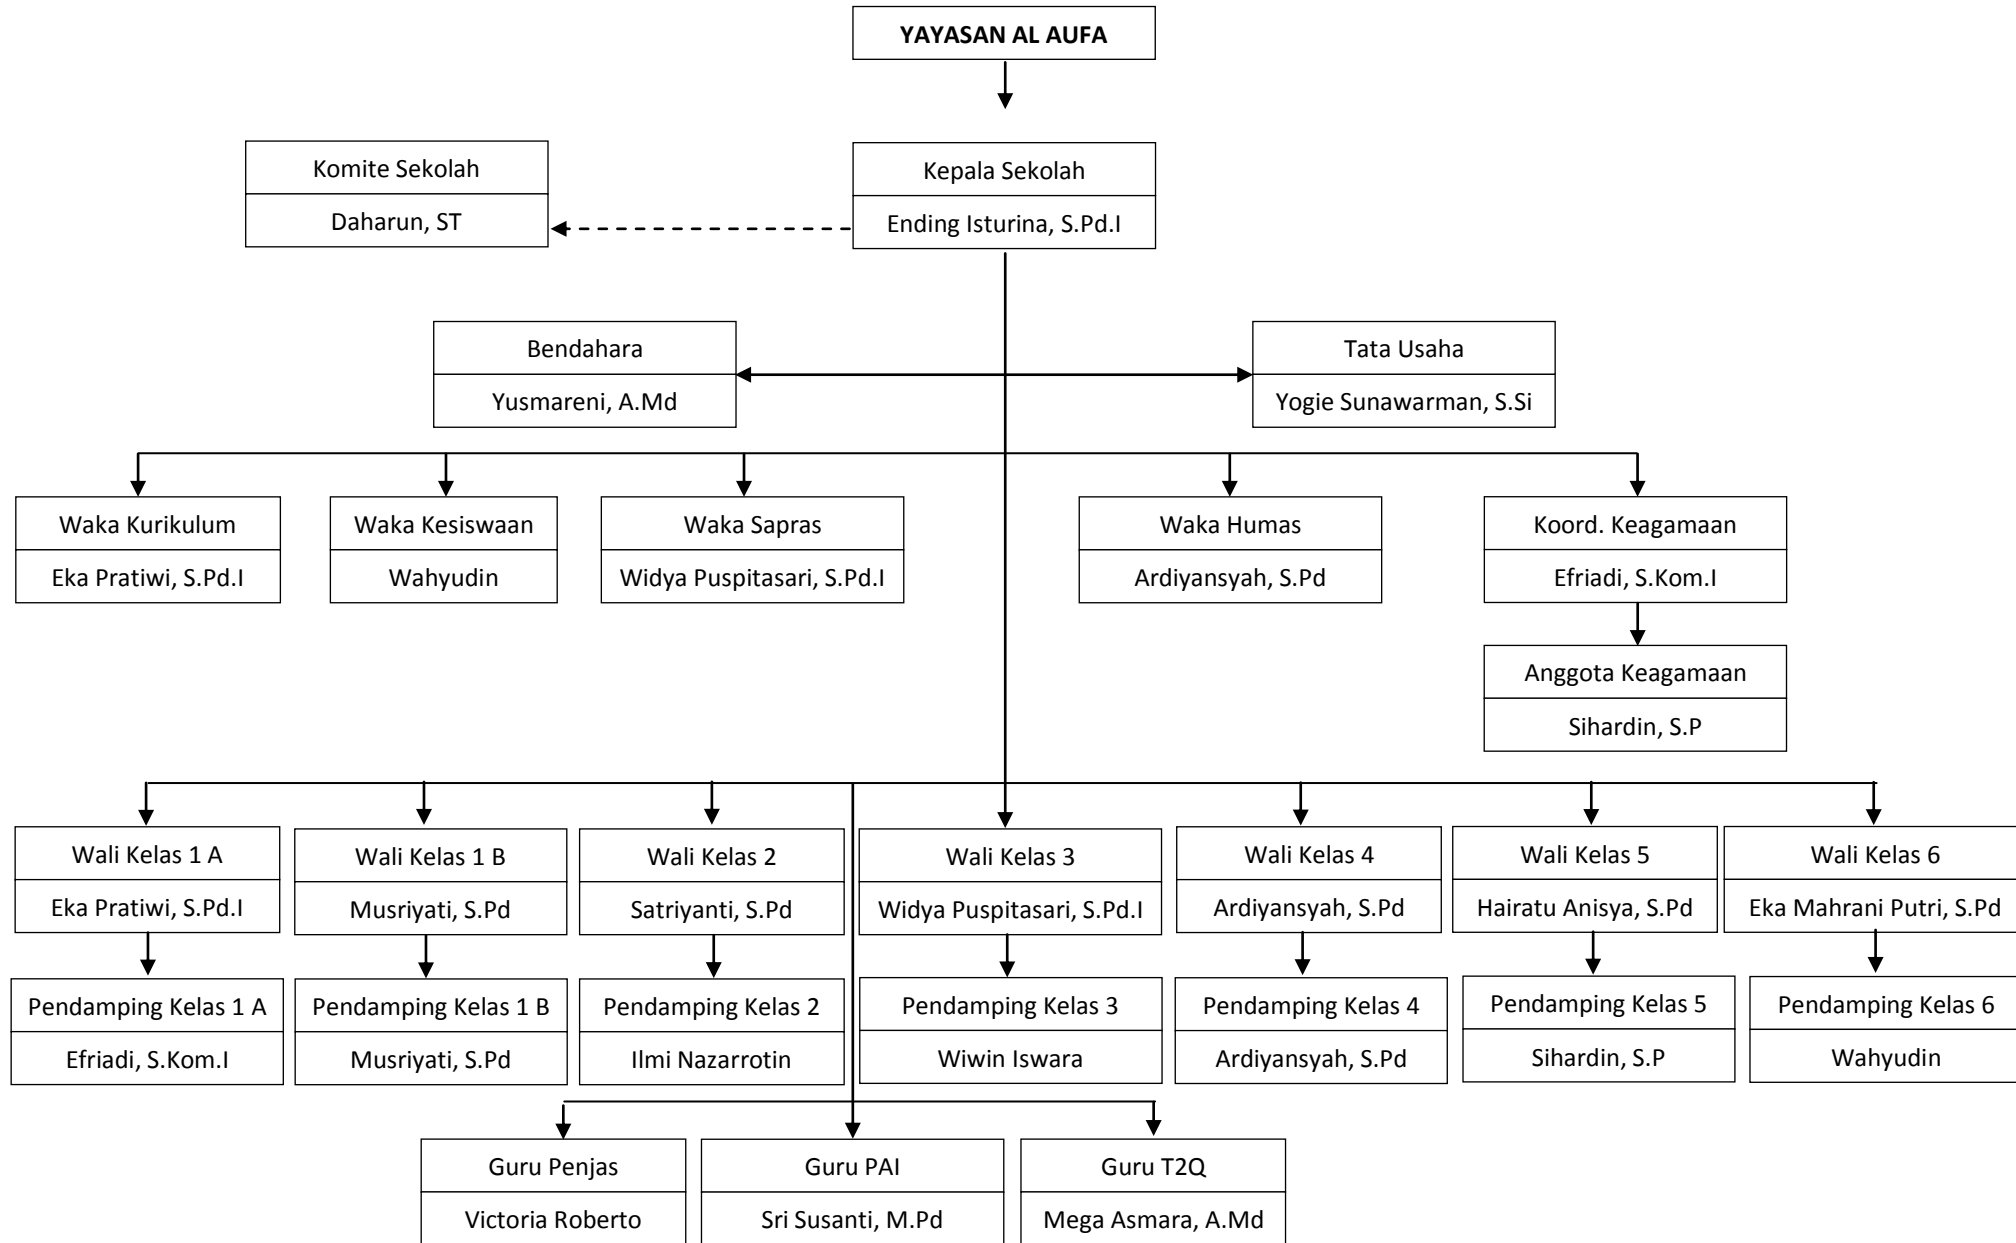 YAYASAN AL AUFA
Komite Sekolah
Daharun, ST
Kepala Sekolah
Ending Isturina, S.Pd.I
Bendahara
Yusmareni, A.Md
Tata Usaha
Yogie Sunawarman, S.Si
Waka Kurikulum
Eka Pratiwi, S.Pd.I
Waka Kesiswaan
Wahyudin
Waka Sapras
Widya Puspitasari, S.Pd.I
Waka Humas
Ardiyansyah, S.Pd
Koord. Keagamaan
Efriadi, S.Kom.I
Anggota Keagamaan
Sihardin, S.P
Wali Kelas 1 A
Eka Pratiwi, S.Pd.I
Wali Kelas 1 B
Musriyati, S.Pd
Wali Kelas 2
Satriyanti, S.Pd
Wali Kelas 3
Widya Puspitasari, S.Pd.I
Wali Kelas 4
Ardiyansyah, S.Pd
Wali Kelas 5
Hairatu Anisya, S.Pd
Wali Kelas 6
Eka Mahrani Putri, S.Pd
Pendamping Kelas 1 A
Efriadi, S.Kom.I
Pendamping Kelas 1 B
Musriyati, S.Pd
Pendamping Kelas 2
Ilmi Nazarrotin
Pendamping Kelas 3
Wiwin Iswara
Pendamping Kelas 4
Ardiyansyah, S.Pd
Pendamping Kelas 5
Sihardin, S.P
Pendamping Kelas 6
Wahyudin
Guru Penjas
Victoria Roberto
Guru PAI
Sri Susanti, M.Pd
Guru T2Q
Mega Asmara, A.Md